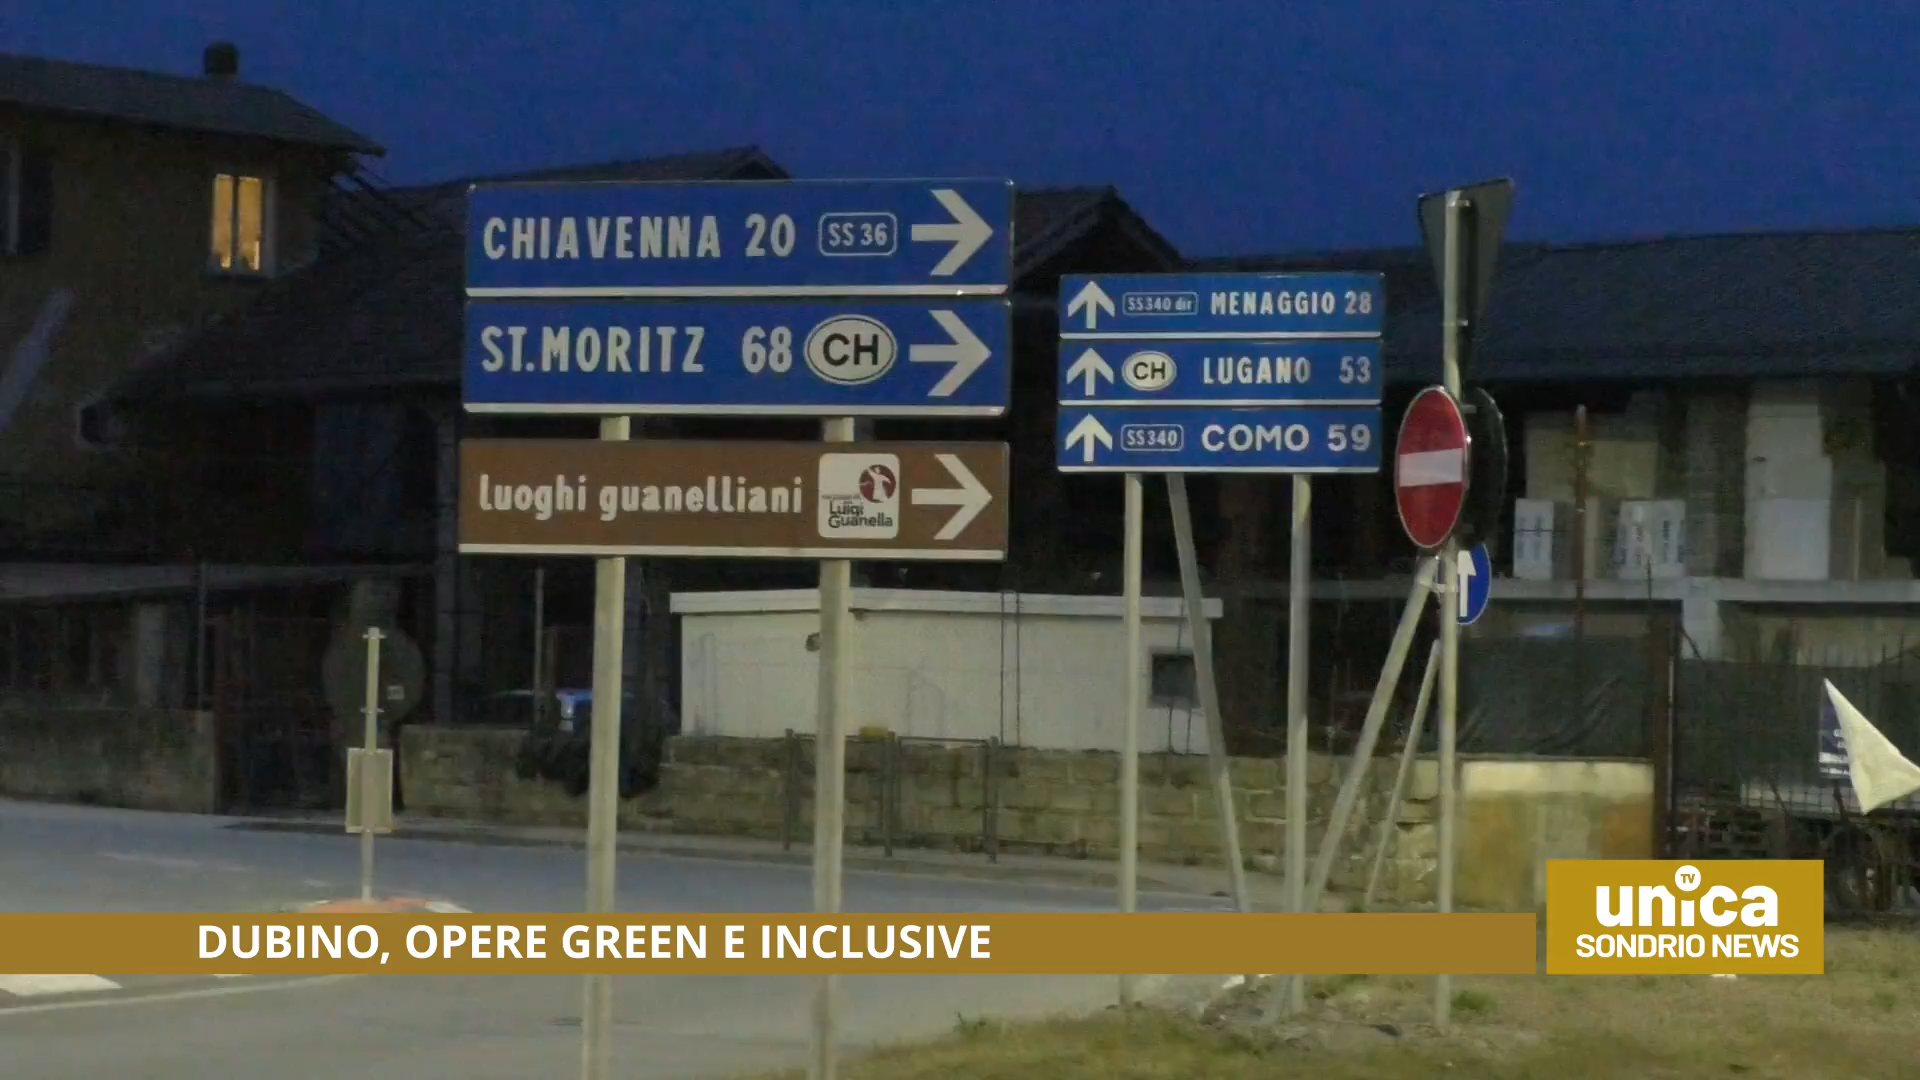 CHIAVENNA 20 SS 36
ST.MORITZ 68 CH
Luoghi guanelliani
Luigi
Guanella
SS340 dir MENAGGIO 28
CH LUGANO 53
SS340 COMO 59
DUBINO, OPERE GREEN E INCLUSIVE
TV
unica
SONDRIO NEWS